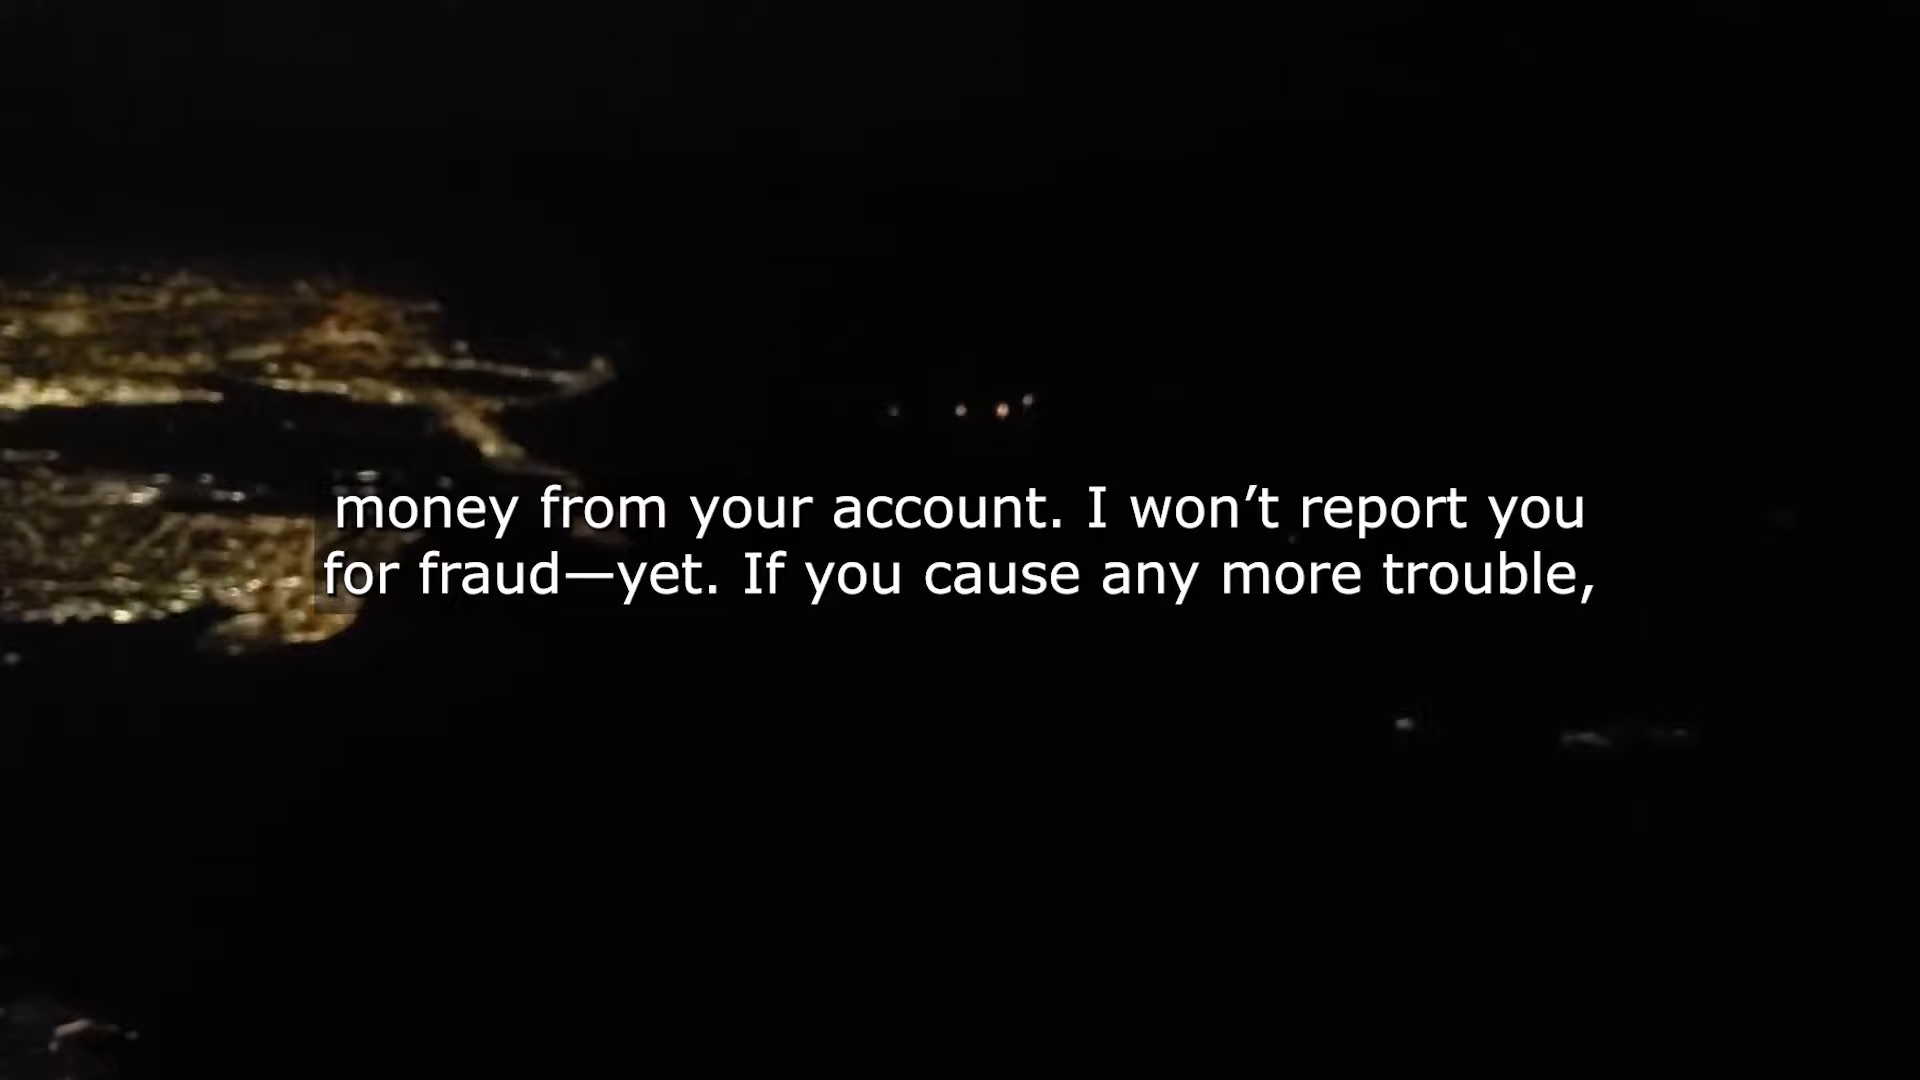 money from your account. I won’t report you
for fraud—yet. If you cause any more trouble,